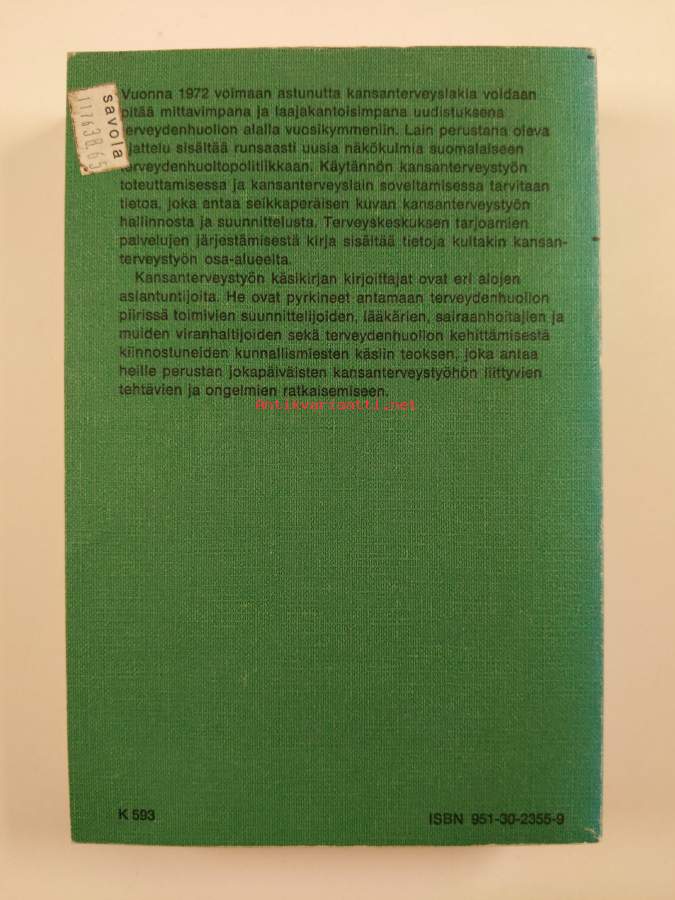 savola
Vuonna 1972 voimaan astunutta kansanterveyslakia voidaan
pitää mittavimpana ja laajakantoisimpana uudistuksena
terveydenhuollon alalla vuosikymmeniin. Lain perustana oleva
ajattelu sisältää runsaasti uusia näkökulmia suomalaiseen
terveydenhuoltopolitiikkaan. Käytännön kansanterveystyön
toteuttamisessa ja kansanterveyslain soveltamisessa tarvitaan
tietoa, joka antaa seikkaperäisen kuvan kansanterveystyön
hallinnosta ja suunnittelusta. Terveyskeskuksen tarjoamien
palvelujen järjestämisestä kirja sisältää tietoja kultakin kansan-
terveystyön osa-alueelta.
Kansanterveystyön käsikirjan kirjoittajat ovat eri alojen
asiantuntijoita. He ovat pyrkineet antamaan terveydenhuollon
piirissä toimivien suunnittelijoiden, lääkärien, sairaanhoitajien ja
muiden viranhaltijoiden sekä terveydenhuollon kehittämisestä
kiinnostuneiden kunnallismiesten käsiin teoksen, joka antaa
heille perustan jokapäiväisten kansanterveystyöhön liittyvien
tehtävien ja ongelmien ratkaisemiseen.
Antikvariaatti.net
K 593
ISBN 951-30-2355-9